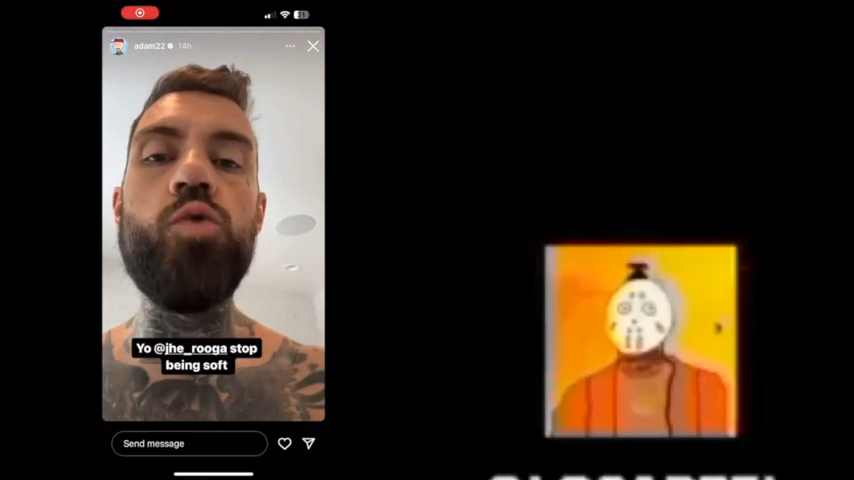 adam22 14h
Yo @jhe_rooga stop
being soft
Send message